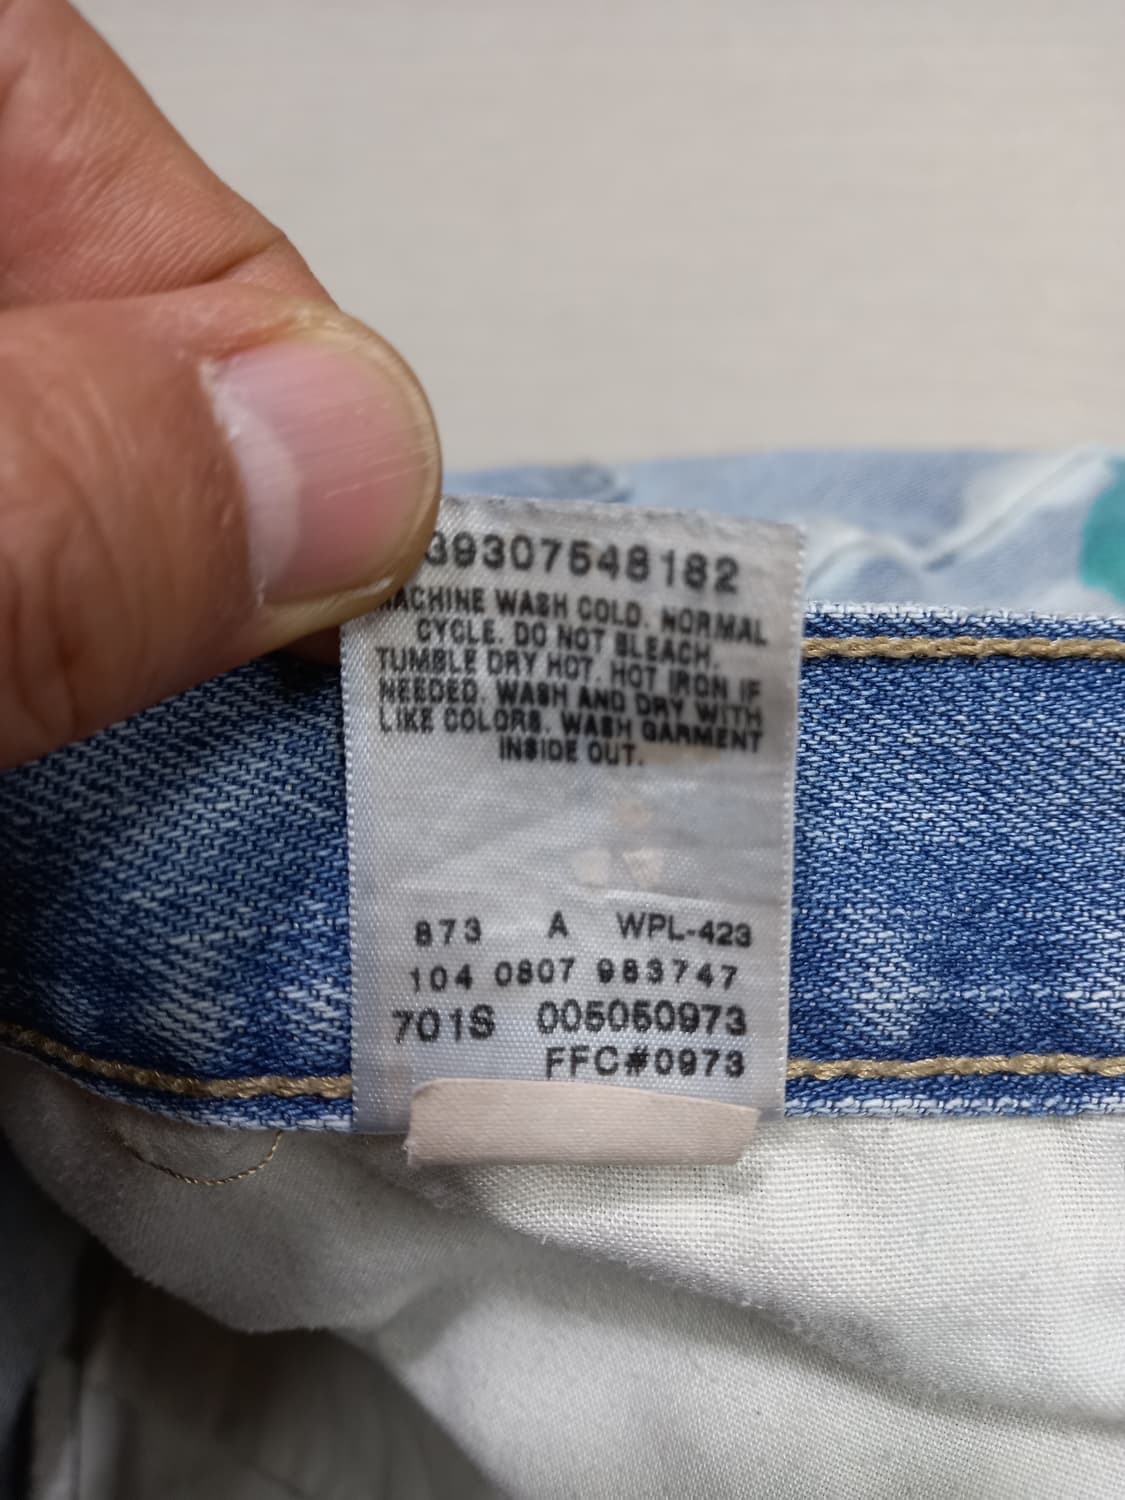 39307548182
MACHINE WASH COLD. NORMAL
CYCLE. DO NOT BLEACH.
TUMBLE DRY HOT. HOT IRON IF
NEEDED. WASH AND DRY WITH
LIKE COLORS. WASH GARMENT
INSIDE OUT.
873 A WPL-423
104 0807 983747
701S 005050973
FFC#0973